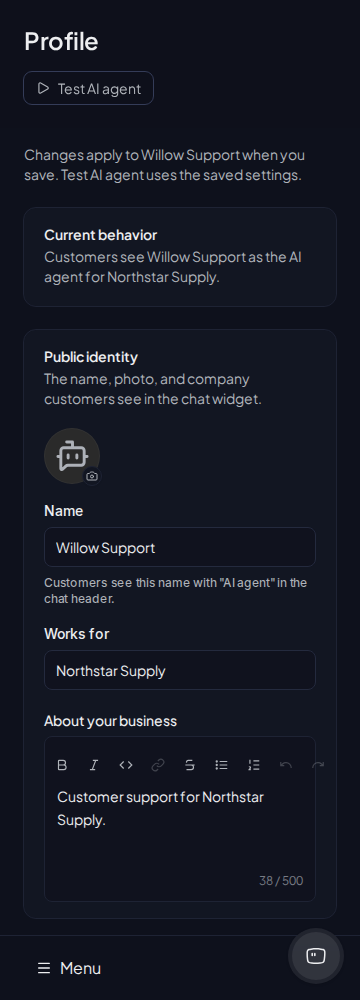 Profile
Test AI agent
Changes apply to Willow Support when you
save. Test AI agent uses the saved settings.
Current behavior
Customers see Willow Support as the AI
agent for Northstar Supply.
Public identity
The name, photo, and company
customers see in the chat widget.
Name
Willow Support
Customers see this name with "AI agent" in the
chat header.
Works for
Northstar Supply
About your business
Customer support for Northstar
Supply.
38 / 500
Menu